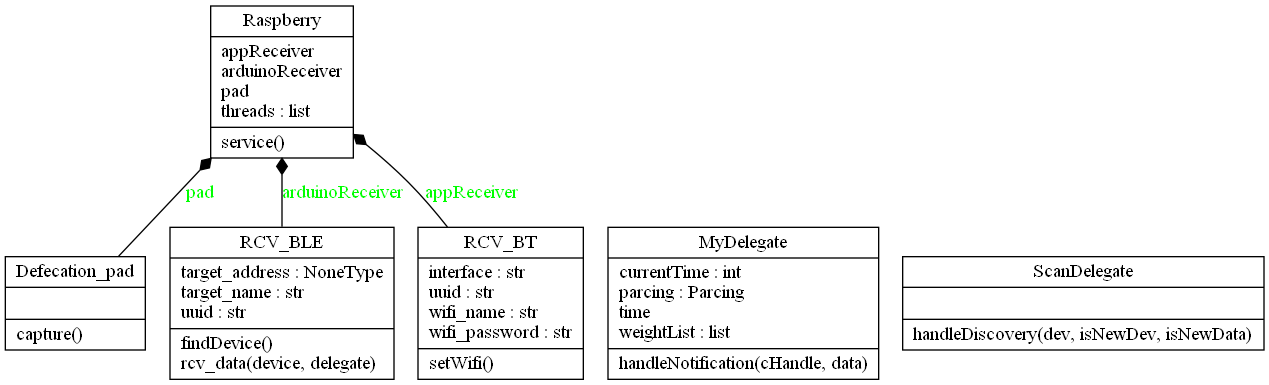 Raspberry
appReceiver
arduinoReceiver
pad
threads : list
service()
pad
arduinoReceiver
appReceiver
Defecation_pad
capture()
RCV_BLE
target_address : NoneType
target_name : str
uuid : str
findDevice()
rcv_data(device, delegate)
RCV_BT
interface : str
uuid : str
wifi_name : str
wifi_password : str
setWifi()
MyDelegate
currentTime : int
parcing : Parcing
time
weightList : list
handleNotification(cHandle, data)
ScanDelegate
handleDiscovery(dev, isNewDev, isNewData)